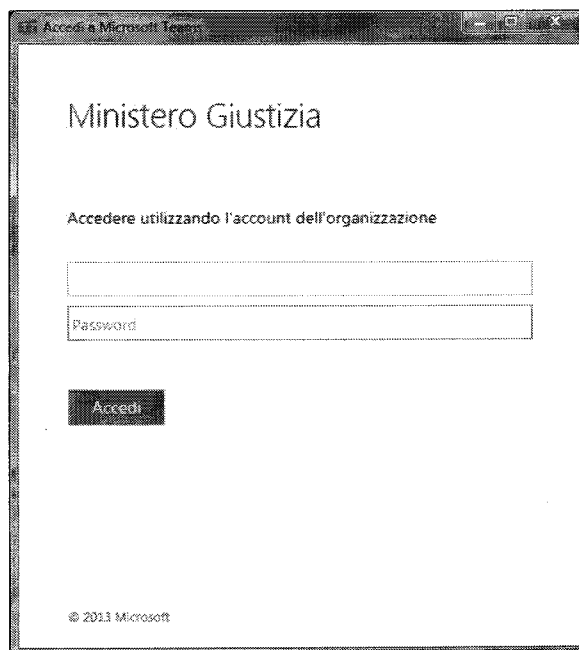 Accedi a Microsoft Teams
Ministero Giustizia
Accedere utilizzando l'account dell'organizzazione
Password
Accedi
© 2013 Microsoft